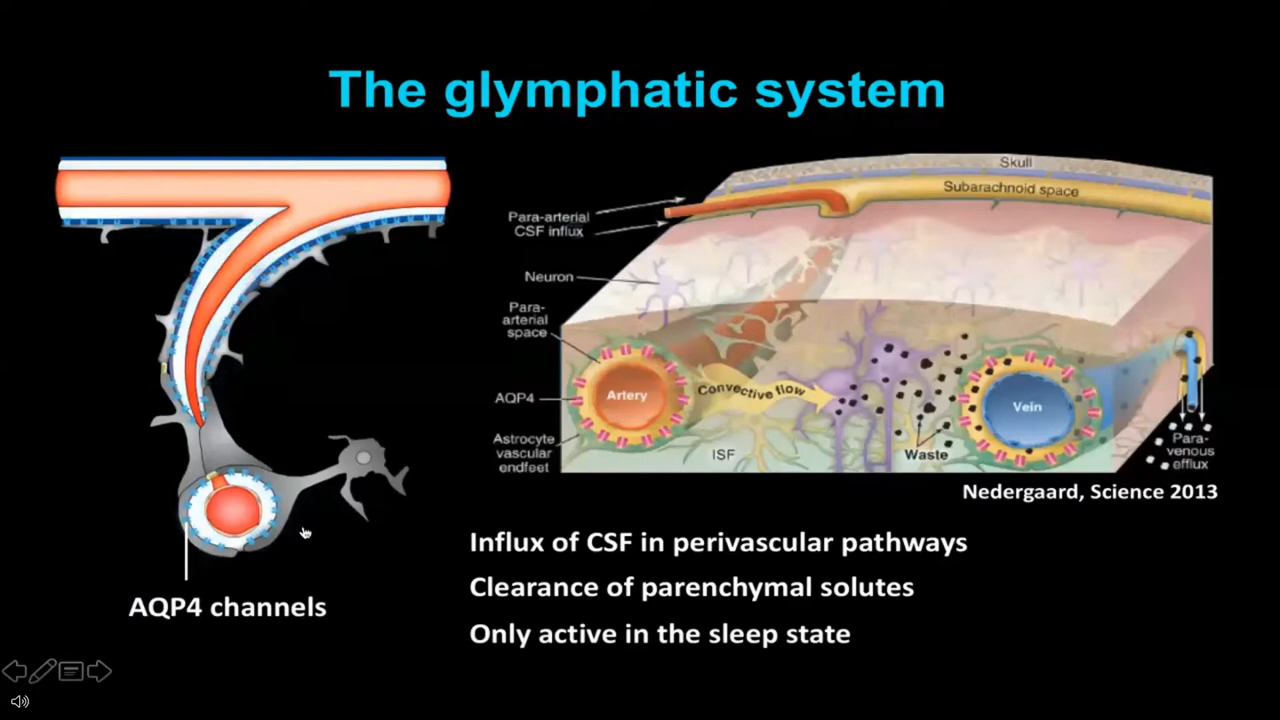 The glymphatic system
AQP4 channels
Skull
Subarachnoid space
Para-arterial
CSF influx
Neuron
Para-
arterial
space
AQP4
Astrocyte
vascular
endfeet
Artery
Convective flow
ISF
Waste
Vein
Para-
venous
efflux
Nedergaard, Science 2013
Influx of CSF in perivascular pathways
Clearance of parenchymal solutes
Only active in the sleep state